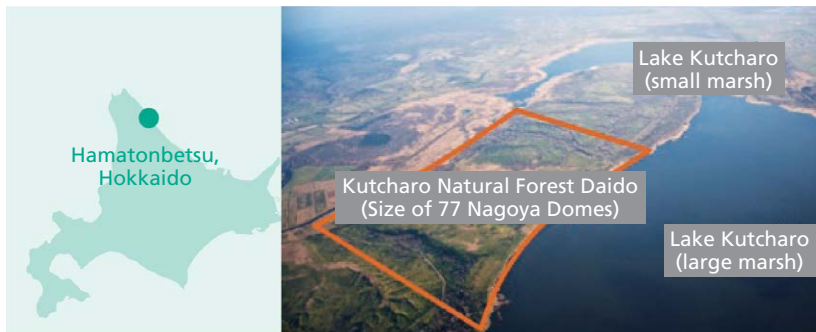 Hamatonbetsu,
Hokkaido
Lake Kutcharo
(small marsh)
Kutcharo Natural Forest Daido
(Size of 77 Nagoya Domes)
Lake Kutcharo
(large marsh)